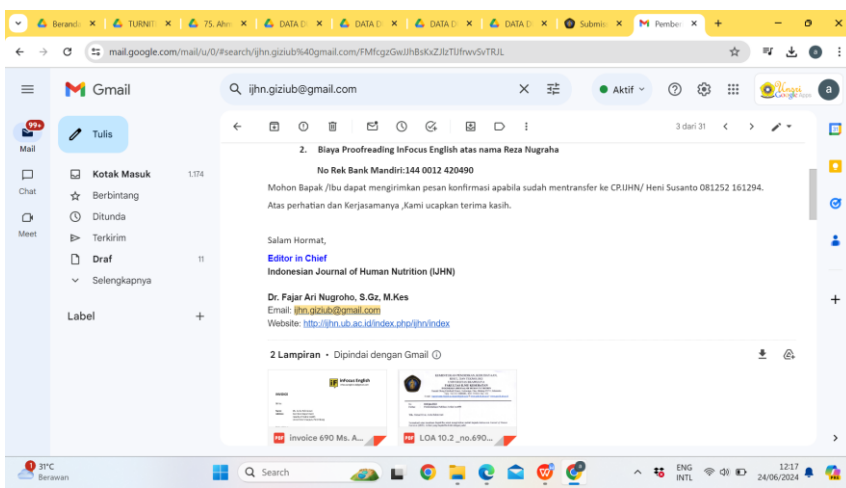 Beranda
TURNIT
75. Ahm
DATA D
DATA D
DATA D
DATA D
Submis
Pember
mail.google.com/mail/u/0/#search/ijhn.giziub%40gmail.com/FMfcgzGwJJhBsKxZJlzTUfrwvSvTRJL
Gmail
ijhn.giziub@gmail.com
Aktif
a
99+
Mail
Chat
Meet
Tulis
Kotak Masuk 1.174
Berbintang
Ditunda
Terkirim
Draf 11
Selengkapnya
Label
3 dari 31
2. Biaya Proofreading InFocus English atas nama Reza Nugraha
No Rek Bank Mandiri:144 0012 420490
Mohon Bapak /Ibu dapat mengirimkan pesan konfirmasi apabila sudah mentransfer ke CP.IJHN/ Heni Susanto 081252 161294.
Atas perhatian dan Kerjasamanya ,Kami ucapkan terima kasih.
Salam Hormat,
Editor in Chief
Indonesian Journal of Human Nutrition (IJHN)
Dr. Fajar Ari Nugroho, S.Gz, M.Kes
Email: ijhn.giziub@gmail.com
Website: http://ijhn.ub.ac.id/index.php/ijhn/index
2 Lampiran • Dipindai dengan Gmail
InFocus English
PDF invoice 690 Ms. A...
PDF LOA 10.2 _no.690...
1
31°C
Berawan
Search
ENG
INTL
12:17
24/06/2024